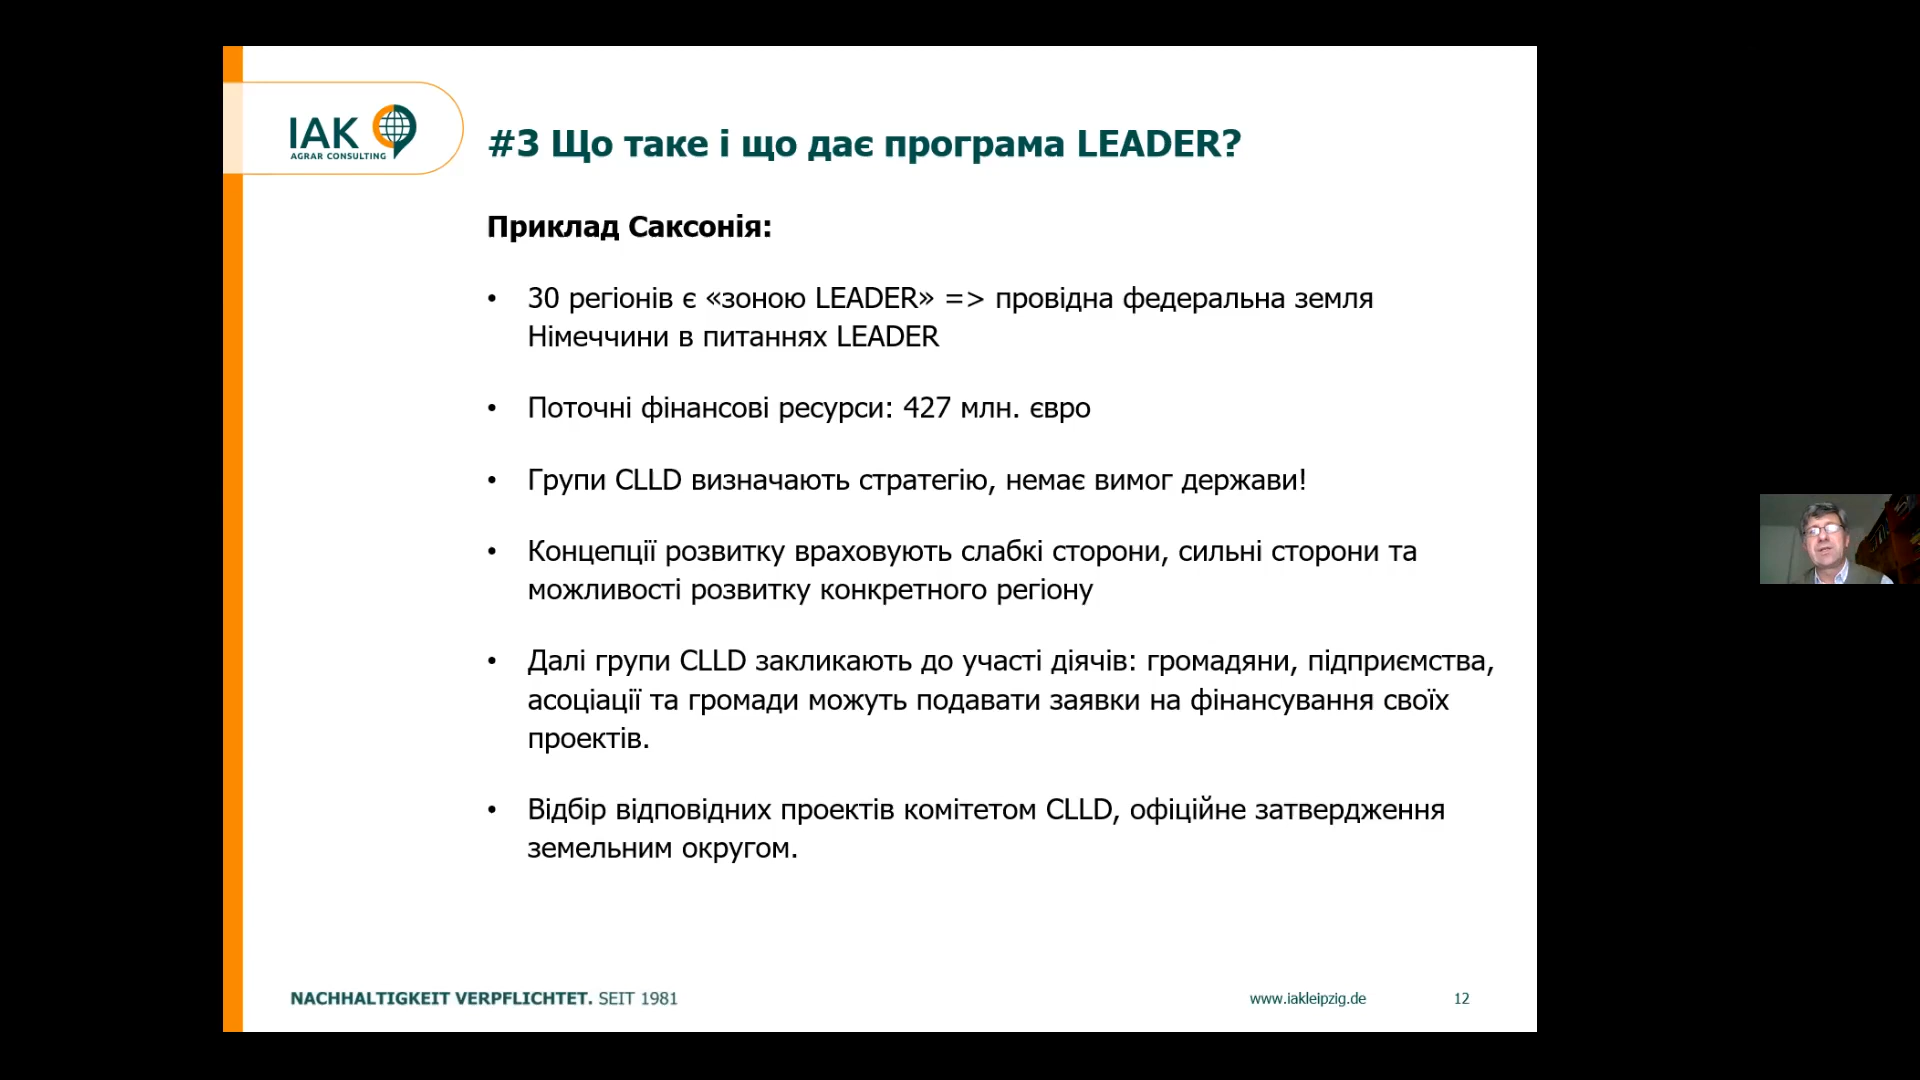 IAK
AGRAR CONSULTING
#3 Що таке і що дає програма LEADER?
Приклад Саксонія:
• 30 регіонів є «зоною LEADER» => провідна федеральна земля
Німеччини в питаннях LEADER
• Поточні фінансові ресурси: 427 млн. євро
• Групи CLLD визначають стратегію, немає вимог держави!
• Концепції розвитку враховують слабкі сторони, сильні сторони та
можливості розвитку конкретного регіону
• Далі групи CLLD закликають до участі діячів: громадяни, підприємства,
асоціації та громади можуть подавати заявки на фінансування своїх
проектів.
• Відбір відповідних проектів комітетом CLLD, офіційне затвердження
земельним округом.
NACHHALTIGKEIT VERPFLICHTET. SEIT 1981
www.iakleipzig.de 12